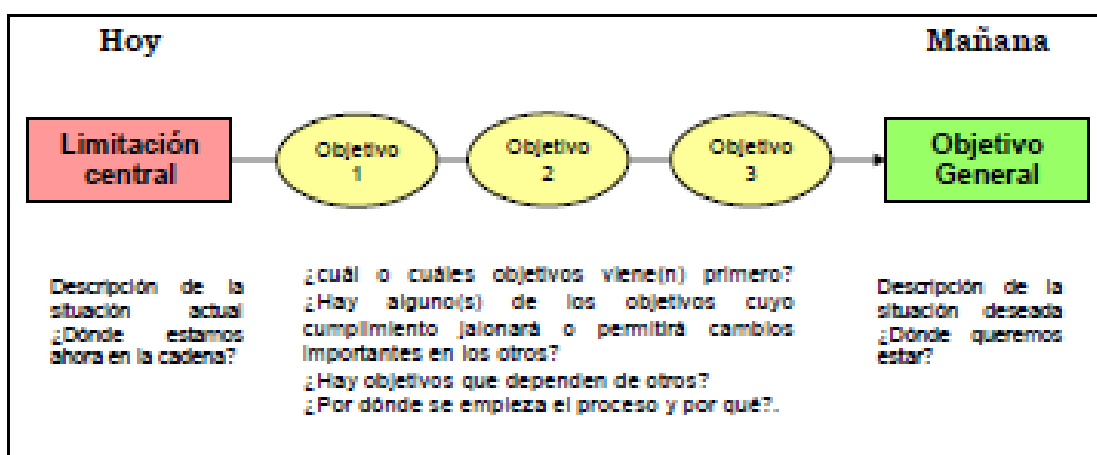 Hoy
Mañana
Limitación
central
Objetivo
1
Objetivo
2
Objetivo
3
Objetivo
General
Descripción de la
situación actual
¿Dónde estamos
ahora en la cadena?
¿cuál o cuáles objetivos viene(n) primero?
¿Hay alguno(s) de los objetivos cuyo
cumplimiento jalonará o permitirá cambios
importantes en los otros?
¿Hay objetivos que dependen de otros?
¿Por dónde se empieza el proceso y por qué?.
Descripción de la
situación deseada
¿Dónde queremos
estar?